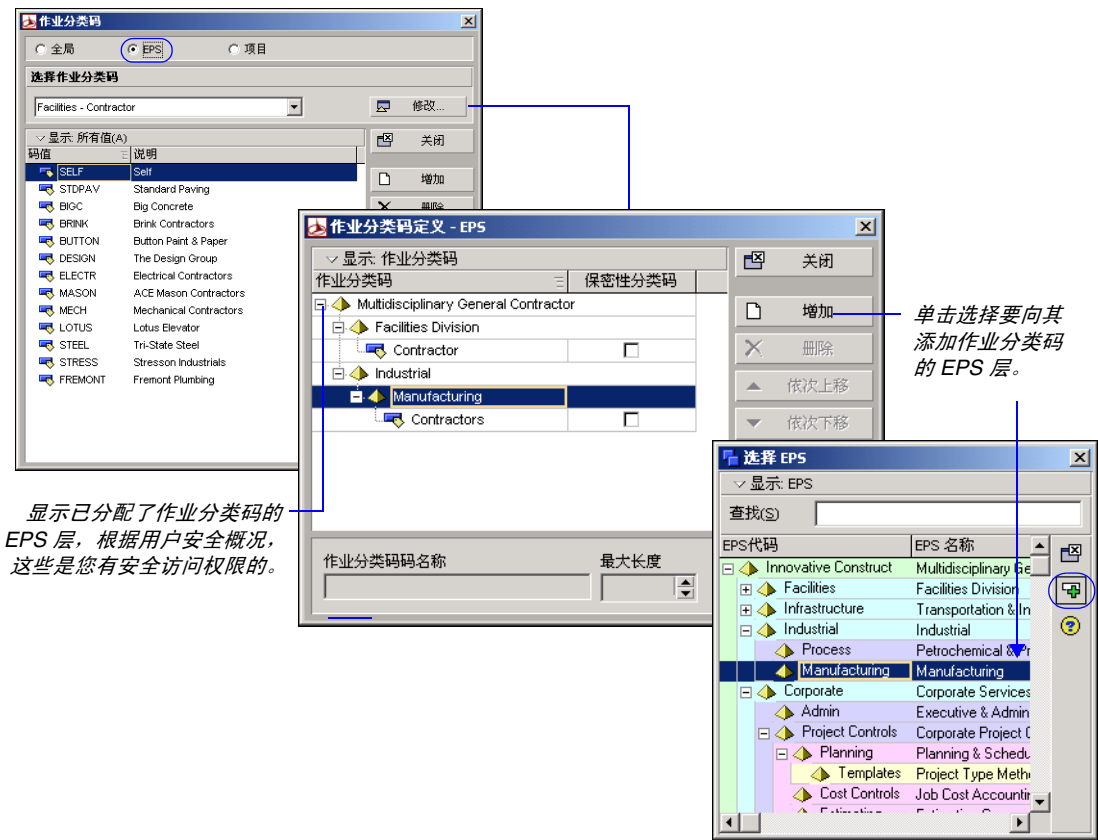 作业分类码
全局
EPS
项目
选择作业分类码
Facilities - Contractor
修改...
显示: 所有值(A)
关闭
码值 说明
SELF Self
增加
STDPAV Standard Paving
BIGC Big Concrete
删除
BRINK Brink Contractors
BUTTON Button Paint & Paper
DESIGN The Design Group
ELECTR Electrical Contractors
MASON ACE Mason Contractors
MECH Mechanical Contractors
LOTUS Lotus Elevator
STEEL Tri-State Steel
STRESS Stresson Industrials
FREMONT Fremont Plumbing
作业分类码定义 - EPS
显示: 作业分类码
关闭
作业分类码 保密性分类码
Multidisciplinary General Contractor
增加
Facilities Division
Contractor
删除
Industrial
依次上移
Manufacturing
Contractors
依次下移
作业分类码码名称
最大长度
单击选择要向其
添加作业分类码
的 EPS 层。
显示已分配了作业分类码的
EPS 层，根据用户安全概况，
这些是您有安全访问权限的。
选择 EPS
显示: EPS
查找(S)
EPS代码 EPS 名称
Innovative Construct Multidisciplinary Ge
Facilities Facilities Division
Infrastructure Transportation & In
Industrial Industrial
Process Petrochemical & Pr
Manufacturing Manufacturing
Corporate Corporate Services
Admin Executive & Admin
Project Controls Corporate Project C
Planning Planning & Schedu
Templates Project Type Meth
Cost Controls Job Cost Accountin